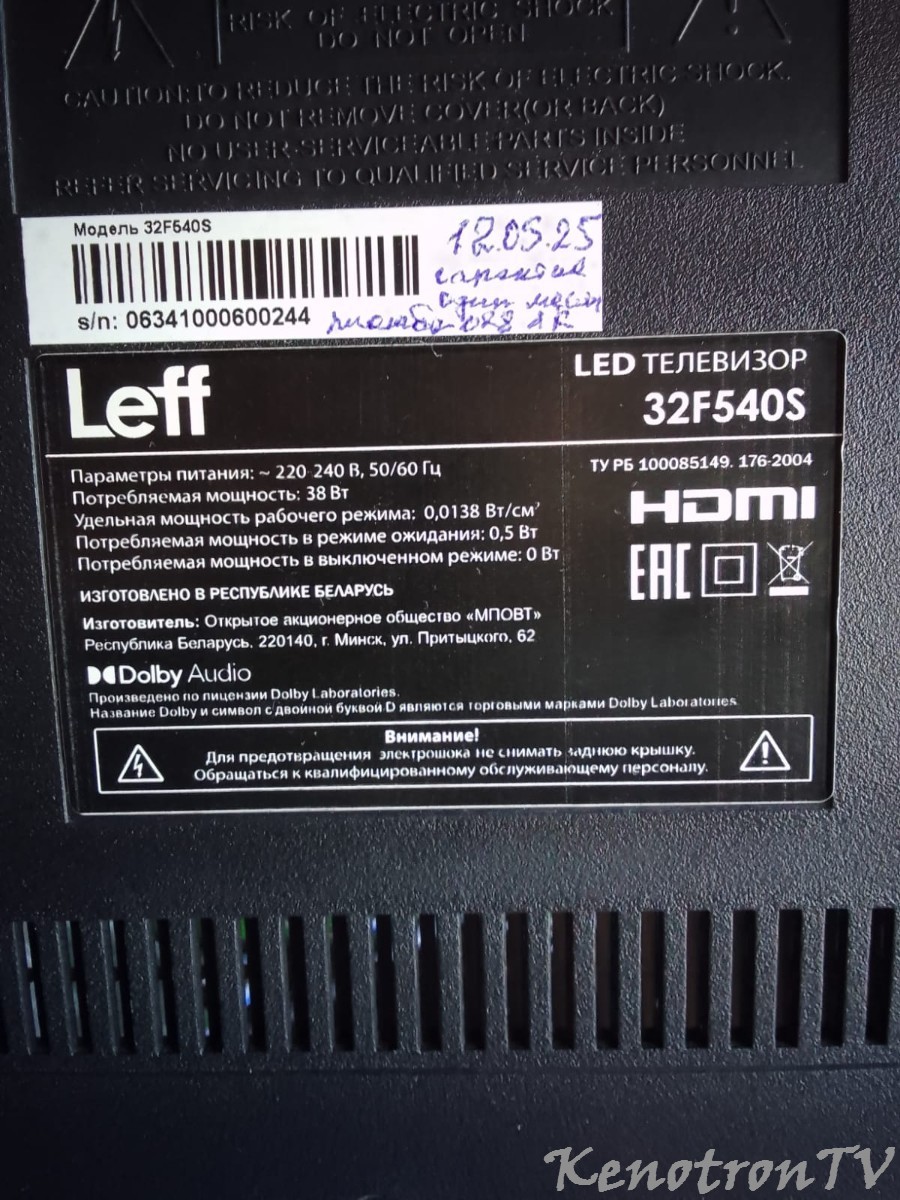 RISK OF ELECTRIC SHOCK
DO NOT OPEN
CAUTION:TO REDUCE THE RISK OF ELECTRIC SHOCK.
DO NOT REMOVE COVER(OR BACK)
NO USER-SERVICEABLE PARTS INSIDE
REFER SERVICING TO QUALIFIED SERVICE PERSONNEL
Модель 32F540S
12.05.25
гарантия
один месяц
s/n: 06341000600244
пломба
LED ТЕЛЕВИЗОР
Leff
32F540S
Параметры питания: ~ 220-240 В, 50/60 Гц
ТУ РБ 100085149. 176-2004
Потребляемая мощность: 38 Вт
HDMI
Удельная мощность рабочего режима: 0,0138 Вт/см²
Потребляемая мощность в режиме ожидания: 0,5 Вт
Потребляемая мощность в выключенном режиме: 0 Вт
EAC
ИЗГОТОВЛЕНО В РЕСПУБЛИКЕ БЕЛАРУСЬ
Изготовитель: Открытое акционерное общество «МПОВТ»
Республика Беларусь, 220140, г. Минск, ул. Притыцкого, 62
Dolby Audio
Произведено по лицензии Dolby Laboratories.
Название Dolby и символ с двойной буквой D являются торговыми марками Dolby Laboratories.
Внимание!
Для предотвращения электрошока не снимать заднюю крышку.
Обращаться к квалифицированному обслуживающему персоналу.
KenotronTV